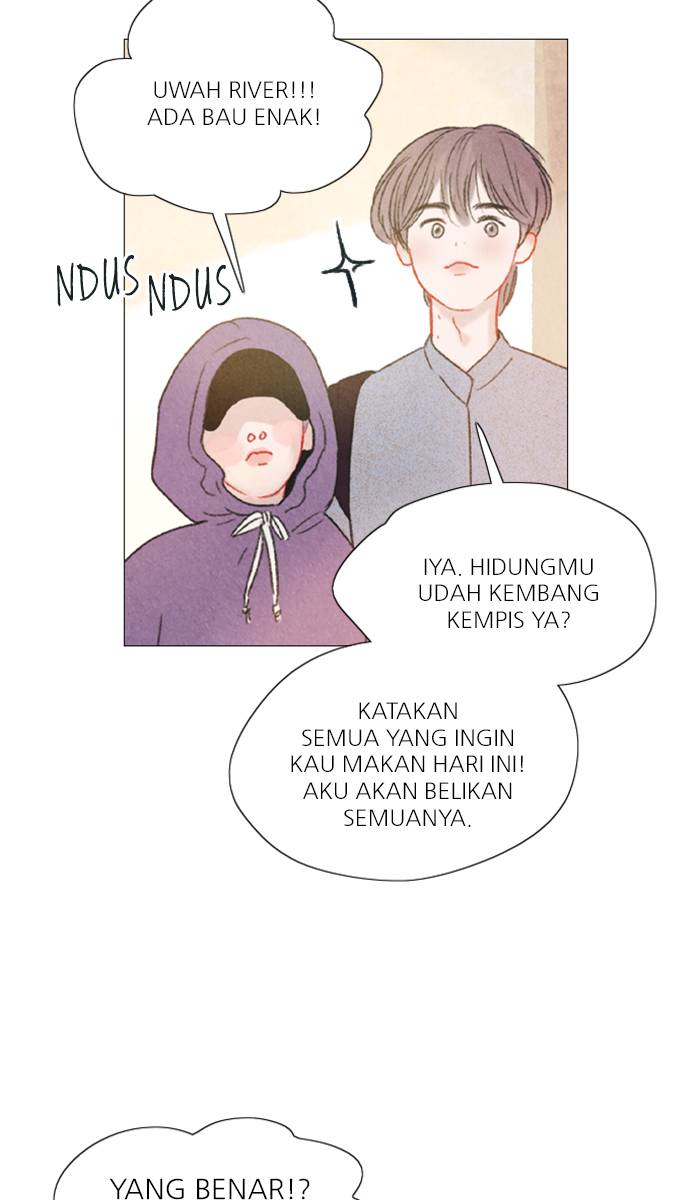 UWAH RIVER!!!
ADA BAU ENAK!
NDUS NDUS
IYA. HIDUNGMU
UDAH KEMBANG
KEMPIS YA?
KATAKAN
SEMUA YANG INGIN
KAU MAKAN HARI INI!
AKU AKAN BELIKAN
SEMUANYA.
YANG BENAR!?